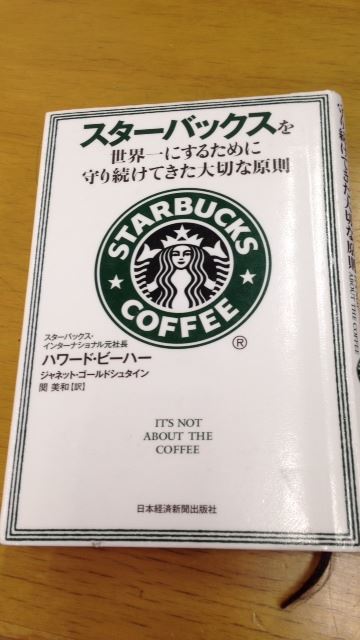 スターバックスを
世界一にするために
守り続けてきた大切な原則
STARBUCKS
COFFEE
®
スターバックス・
インターナショナル元社長
ハワード・ビーハー
ジャネット・ゴールドシュタイン
関 美和[訳]
IT'S NOT
ABOUT THE
COFFEE
日本経済新聞出版社
ABOUT THE COFFEE